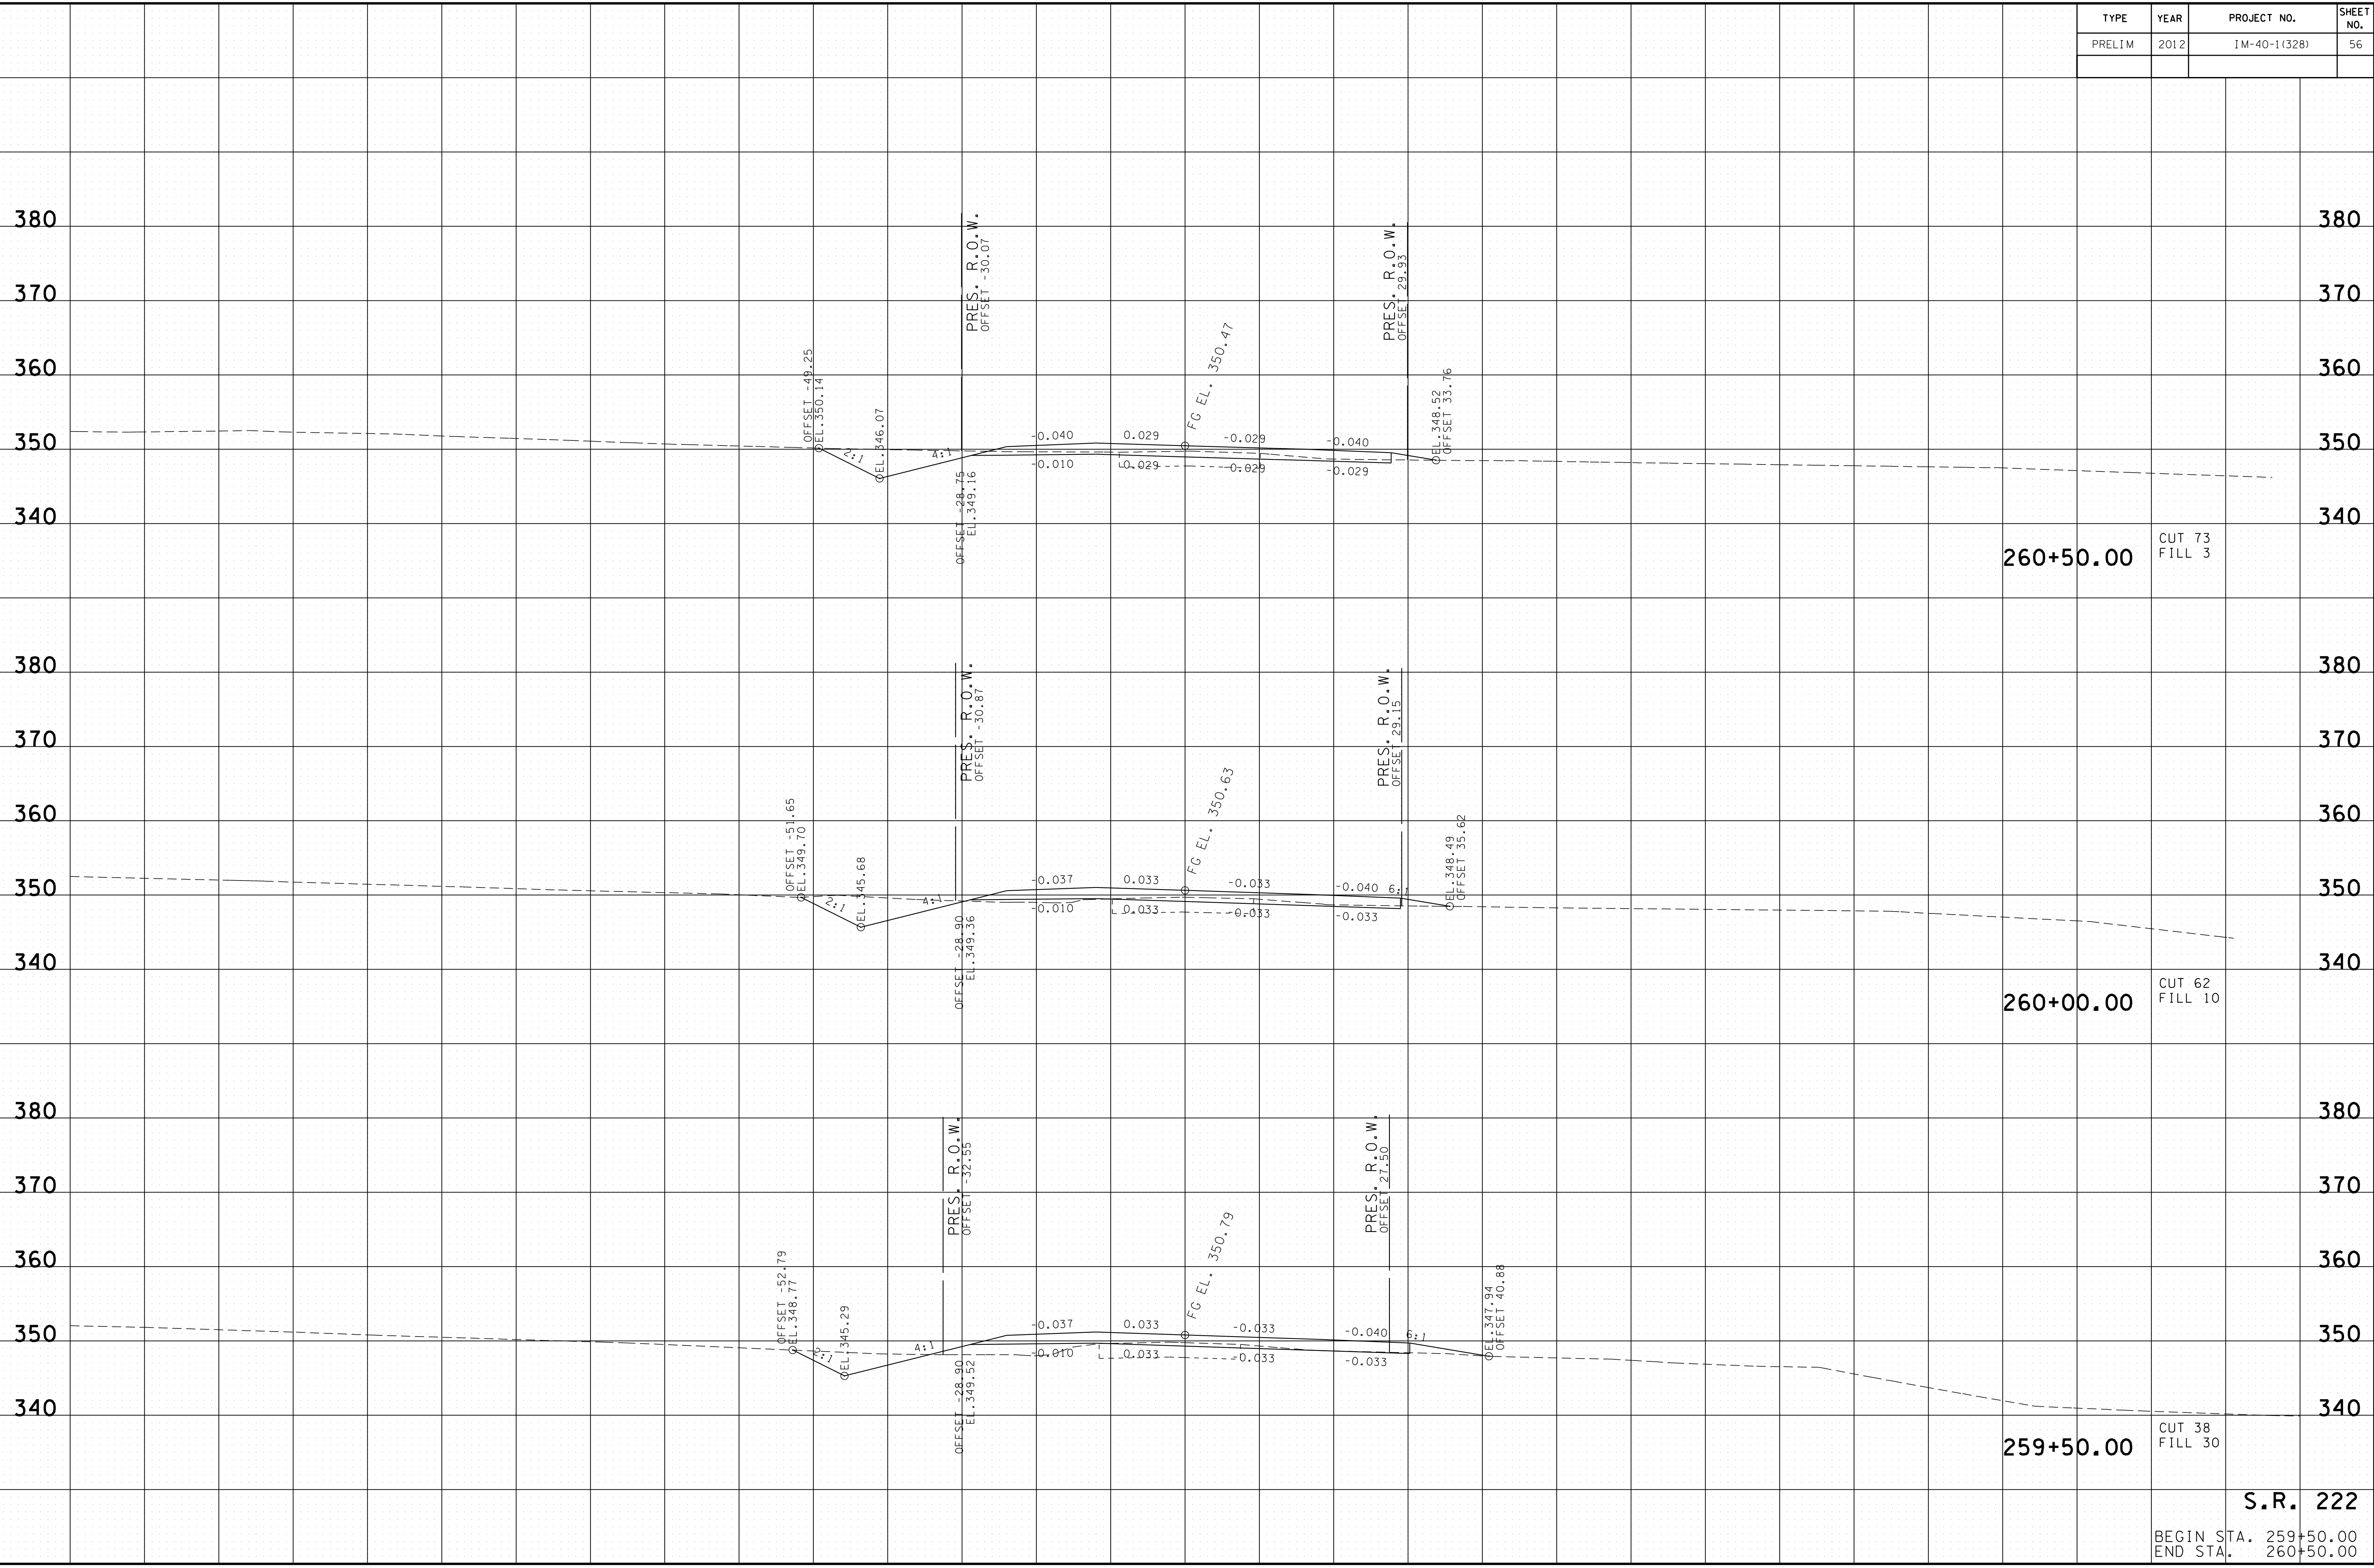 TYPE YEAR PROJECT NO. SHEET NO.
PRELIM 2012 IM-40-1(328) 56
380 380
370 370
360 360
350 350
340 340
PRES. R.O.W.
OFFSET -30.07
PRES. R.O.W.
OFFSET 29.93
OFFSET -49.25
EL.350.14
EL.346.07
FG EL. 350.47
EL.348.52
OFFSET 33.76
2:1
4:1
-0.040 0.029 -0.029 -0.040
-0.010 0.029 -0.029 -0.029
OFFSET -28.75
EL.349.16
260+50.00
CUT 73
FILL 3
380 380
370 370
360 360
350 350
340 340
PRES. R.O.W.
OFFSET -30.87
PRES. R.O.W.
OFFSET 29.15
OFFSET -51.65
EL.349.70
EL.345.68
FG EL. 350.63
EL.348.49
OFFSET 35.62
2:1
4:1
-0.037 0.033 -0.033 -0.040 6:1
-0.010 0.033 -0.033 -0.033
OFFSET -28.90
EL.349.36
260+00.00
CUT 62
FILL 10
380 380
370 370
360 360
350 350
340 340
PRES. R.O.W.
OFFSET -32.55
PRES. R.O.W.
OFFSET 27.50
OFFSET -52.79
EL.348.77
EL.345.29
FG EL. 350.79
EL.347.94
OFFSET 40.88
2:1
4:1
-0.037 0.033 -0.033 -0.040 6:1
-0.010 0.033 -0.033 -0.033
OFFSET -28.90
EL.349.52
259+50.00
CUT 38
FILL 30
S.R. 222
BEGIN STA. 259+50.00
END STA. 260+50.00